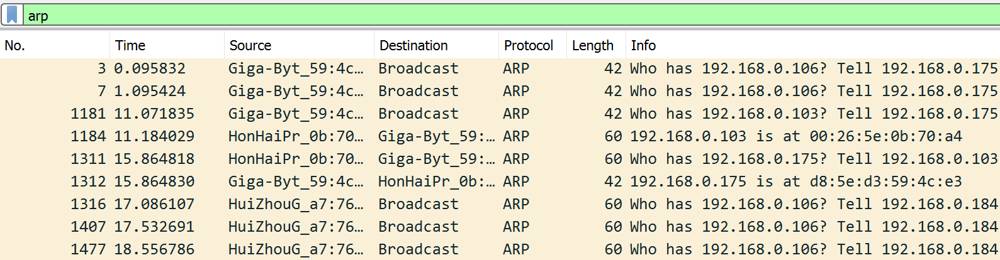 arp
No. Time Source Destination Protocol Length Info
3 0.095832 Giga-Byt_59:4c… Broadcast ARP 42 Who has 192.168.0.106? Tell 192.168.0.175
7 1.095424 Giga-Byt_59:4c… Broadcast ARP 42 Who has 192.168.0.106? Tell 192.168.0.175
1181 11.071835 Giga-Byt_59:4c… Broadcast ARP 42 Who has 192.168.0.103? Tell 192.168.0.175
1184 11.184029 HonHaiPr_0b:70… Giga-Byt_59:… ARP 60 192.168.0.103 is at 00:26:5e:0b:70:a4
1311 15.864818 HonHaiPr_0b:70… Giga-Byt_59:… ARP 60 Who has 192.168.0.175? Tell 192.168.0.103
1312 15.864830 Giga-Byt_59:4c… HonHaiPr_0b:… ARP 42 192.168.0.175 is at d8:5e:d3:59:4c:e3
1316 17.086107 HuiZhouG_a7:76… Broadcast ARP 60 Who has 192.168.0.106? Tell 192.168.0.184
1407 17.532691 HuiZhouG_a7:76… Broadcast ARP 60 Who has 192.168.0.106? Tell 192.168.0.184
1477 18.556786 HuiZhouG_a7:76… Broadcast ARP 60 Who has 192.168.0.106? Tell 192.168.0.184